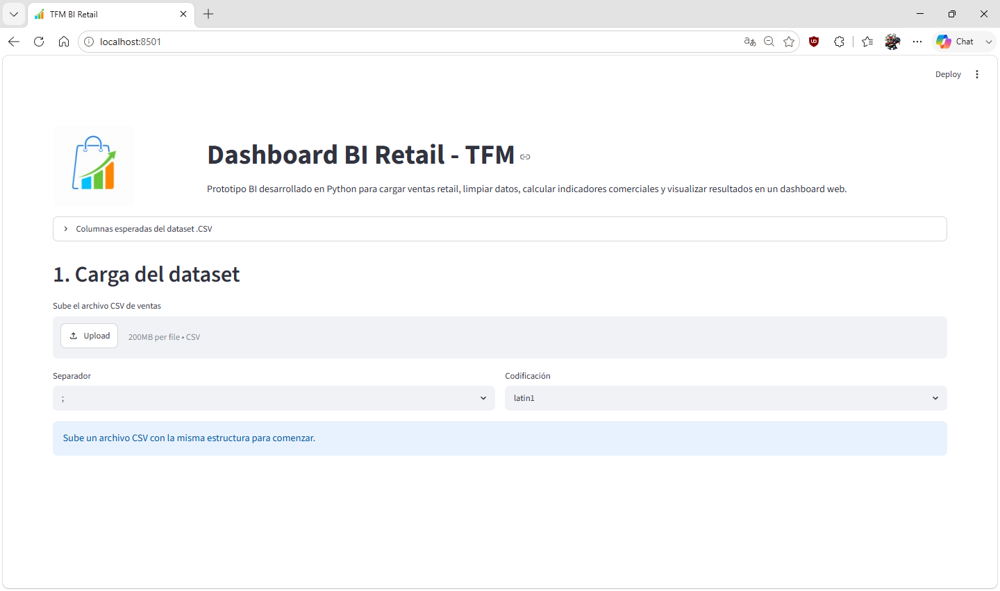 TFM BI Retail
localhost:8501
Chat
Deploy
Dashboard BI Retail - TFM
Prototipo BI desarrollado en Python para cargar ventas retail, limpiar datos, calcular indicadores comerciales y visualizar resultados en un dashboard web.
Columnas esperadas del dataset .CSV
1. Carga del dataset
Sube el archivo CSV de ventas
Upload 200MB per file • CSV
Separador Codificación
; latin1
Sube un archivo CSV con la misma estructura para comenzar.